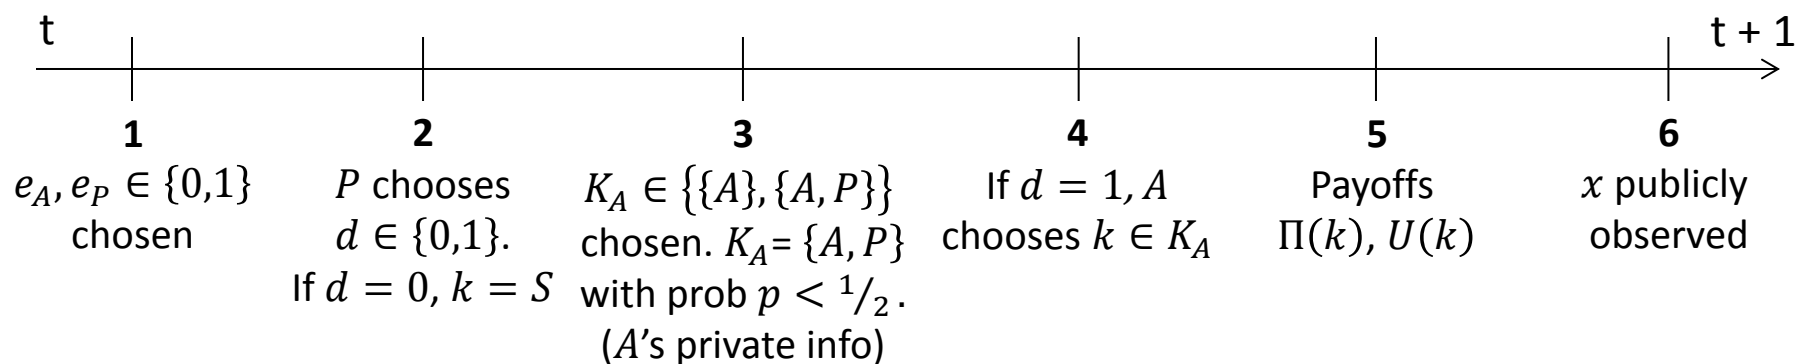 t
t + 1
1
2
3
4
5
6
e_A, e_P ∈ {0,1}
chosen
P chooses
d ∈ {0,1}.
If d = 0, k = S
K_A ∈ {{A}, {A, P}}
chosen. K_A= {A, P}
with prob p < 1/2 .
(A's private info)
If d = 1, A
chooses k ∈ K_A
Payoffs
Π(k), U(k)
x publicly
observed